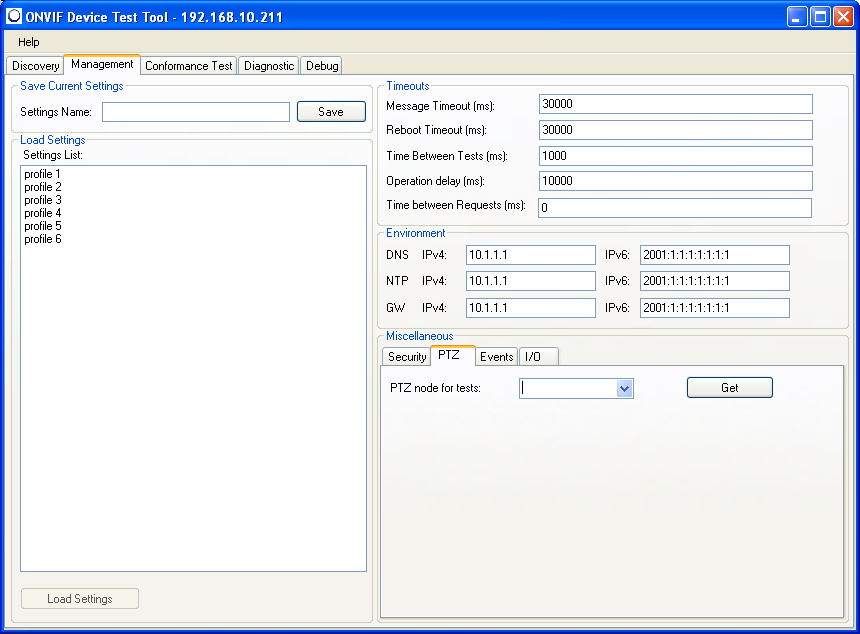 ONVIF Device Test Tool - 192.168.10.211
Help
Discovery Management Conformance Test Diagnostic Debug
Save Current Settings
Settings Name: Save
Load Settings
Settings List:
profile 1
profile 2
profile 3
profile 4
profile 5
profile 6
Load Settings
Timeouts
Message Timeout (ms): 30000
Reboot Timeout (ms): 30000
Time Between Tests (ms): 1000
Operation delay (ms): 10000
Time between Requests (ms): 0
Environment
DNS IPv4: 10.1.1.1 IPv6: 2001:1:1:1:1:1:1:1
NTP IPv4: 10.1.1.1 IPv6: 2001:1:1:1:1:1:1:1
GW IPv4: 10.1.1.1 IPv6: 2001:1:1:1:1:1:1:1
Miscellaneous
Security PTZ Events I/O
PTZ node for tests: Get